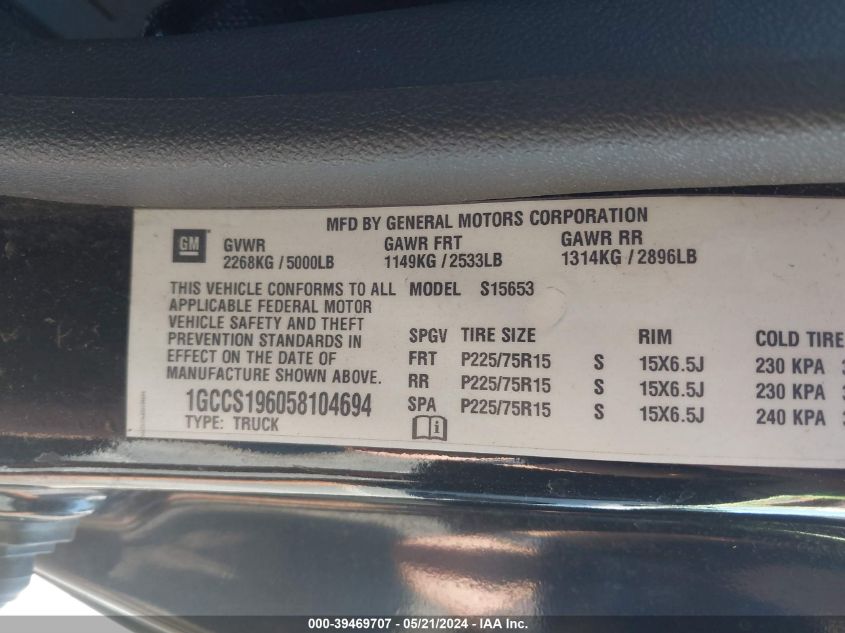 MFD BY GENERAL MOTORS CORPORATION
GM
GVWR GAWR FRT GAWR RR
2268KG / 5000LB 1149KG / 2533LB 1314KG / 2896LB
THIS VEHICLE CONFORMS TO ALL MODEL S15653
APPLICABLE FEDERAL MOTOR
VEHICLE SAFETY AND THEFT
PREVENTION STANDARDS IN
EFFECT ON THE DATE OF
MANUFACTURE SHOWN ABOVE.
SPGV TIRE SIZE RIM COLD TIRE
FRT P225/75R15 S 15X6.5J 230 KPA
RR P225/75R15 S 15X6.5J 230 KPA
SPA P225/75R15 S 15X6.5J 240 KPA
1GCCS196058104694
TYPE: TRUCK
000-39469707 - 05/21/2024 - IAA Inc.